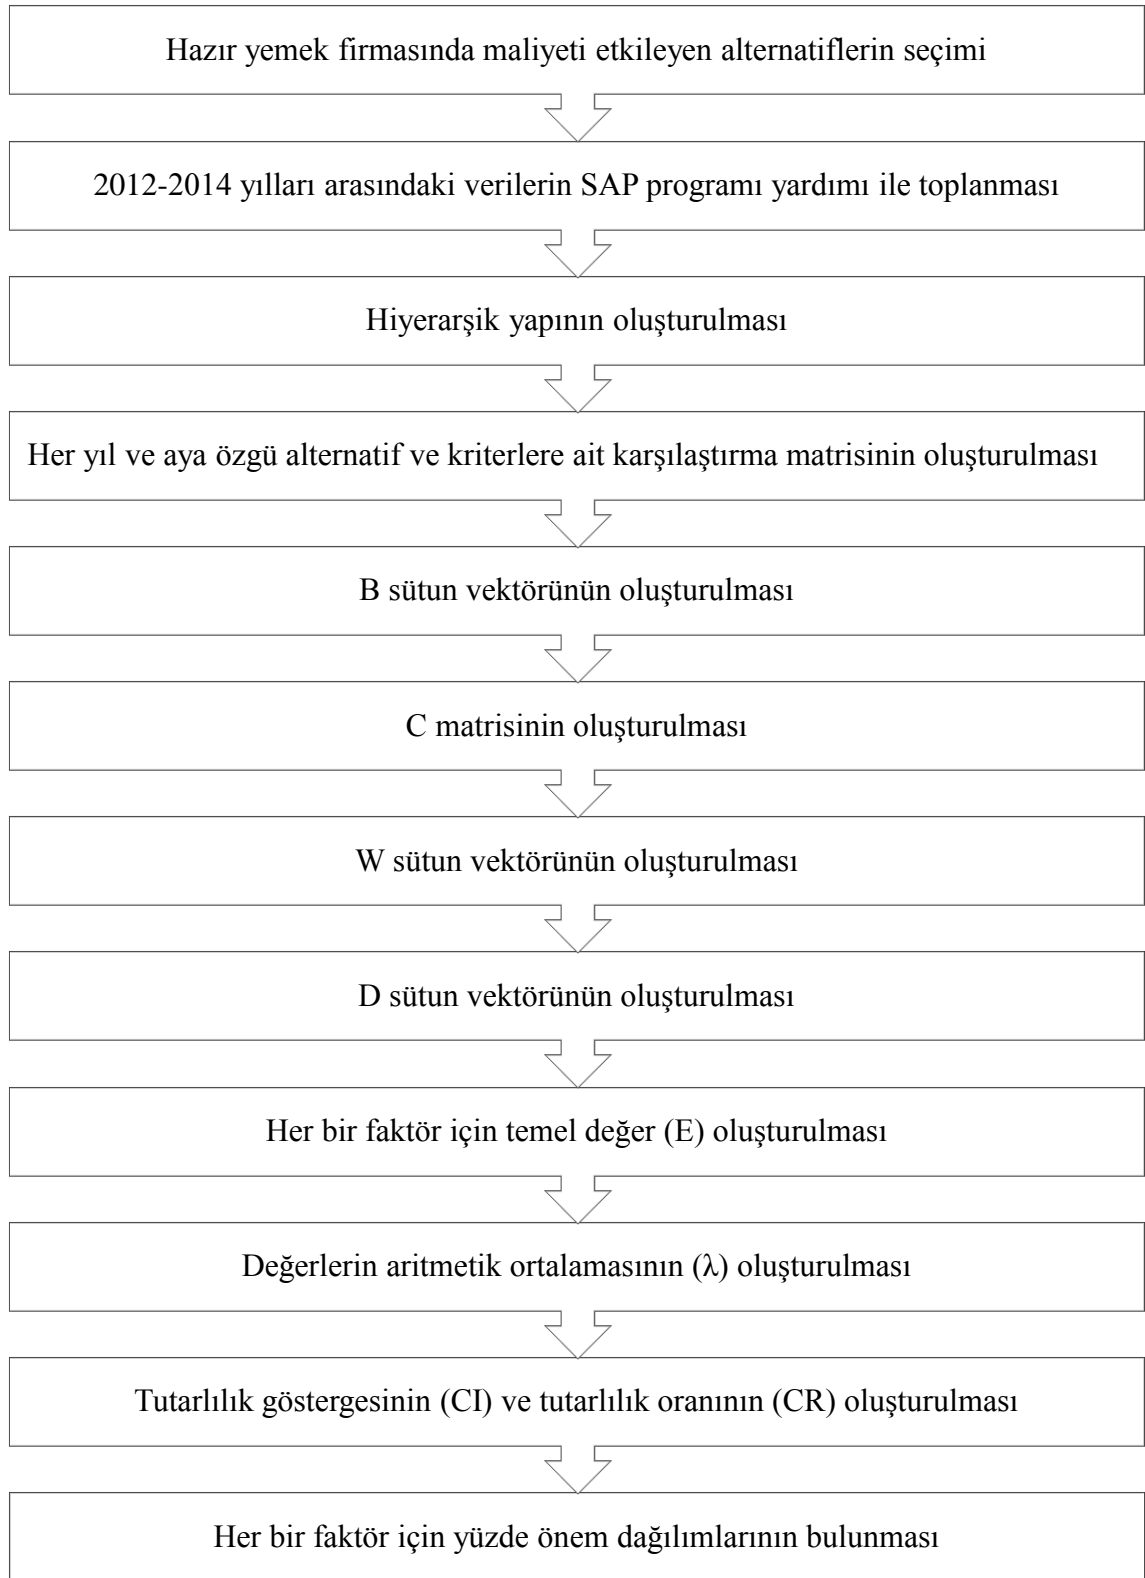 Hazır yemek firmasında maliyeti etkileyen alternatiflerin seçimi
2012-2014 yılları arasındaki verilerin SAP programı yardımı ile toplanması
Hiyerarşik yapının oluşturulması
Her yıl ve aya özgü alternatif ve kriterlere ait karşılaştırma matrisinin oluşturulması
B sütun vektörünün oluşturulması
C matrisinin oluşturulması
W sütun vektörünün oluşturulması
D sütun vektörünün oluşturulması
Her bir faktör için temel değer (E) oluşturulması
Değerlerin aritmetik ortalamasının (λ) oluşturulması
Tutarlılık göstergesinin (CI) ve tutarlılık oranının (CR) oluşturulması
Her bir faktör için yüzde önem dağılımlarının bulunması